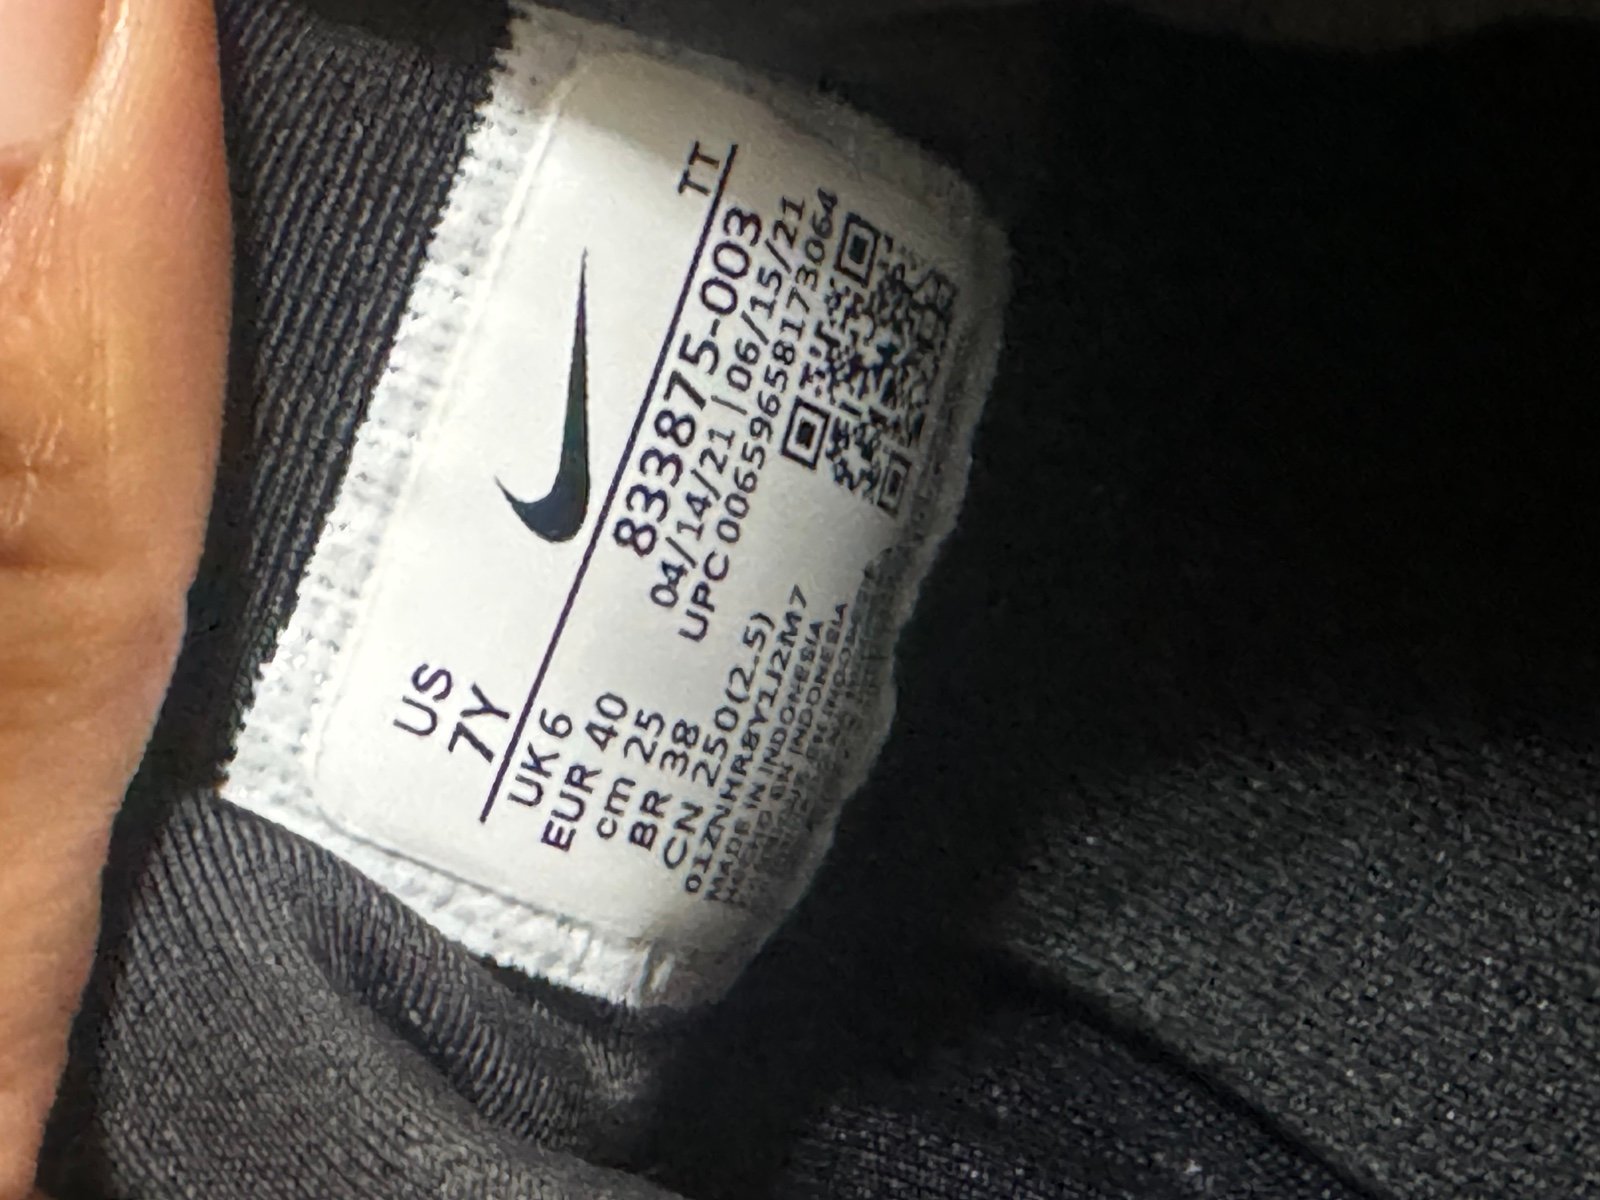 US
7Y
TT
UK 6
EUR 40
cm 25
BR 38
CN 250(2.5)
833875-003
04/14/21 | 06/15/21
UPC 00659658173064
01ZNHR8Y1J2M7
MADE IN INDONESIA